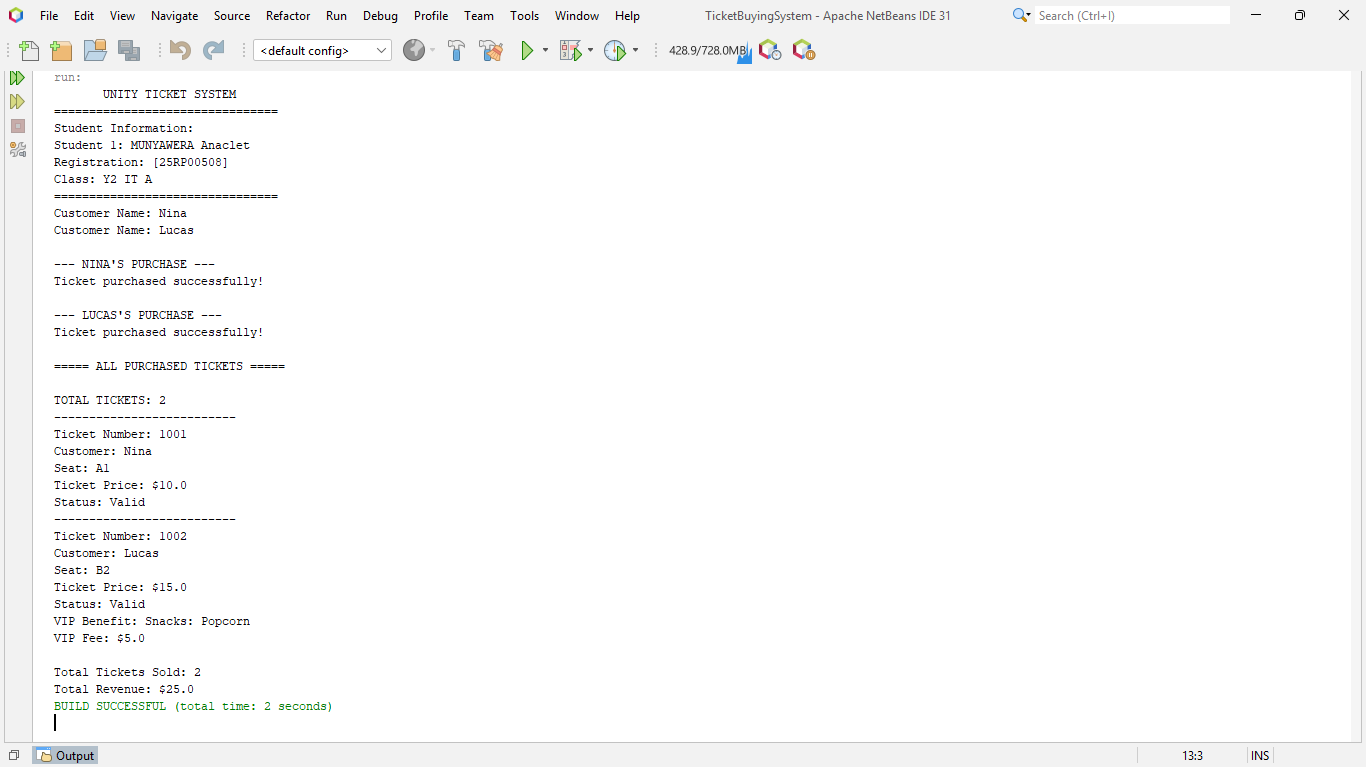 File Edit View Navigate Source Refactor Run Debug Profile Team Tools Window Help TicketBuyingSystem - Apache NetBeans IDE 31 Search (Ctrl+I)
<default config> 428.9/728.0MB
run:
UNITY TICKET SYSTEM
================================
Student Information:
Student 1: MUNYAWERA Anaclet
Registration: [25RP00508]
Class: Y2 IT A
================================
Customer Name: Nina
Customer Name: Lucas
--- NINA'S PURCHASE ---
Ticket purchased successfully!
--- LUCAS'S PURCHASE ---
Ticket purchased successfully!
===== ALL PURCHASED TICKETS =====
TOTAL TICKETS: 2
--------------------------
Ticket Number: 1001
Customer: Nina
Seat: A1
Ticket Price: $10.0
Status: Valid
--------------------------
Ticket Number: 1002
Customer: Lucas
Seat: B2
Ticket Price: $15.0
Status: Valid
VIP Benefit: Snacks: Popcorn
VIP Fee: $5.0
Total Tickets Sold: 2
Total Revenue: $25.0
BUILD SUCCESSFUL (total time: 2 seconds)
Output 13:3 INS